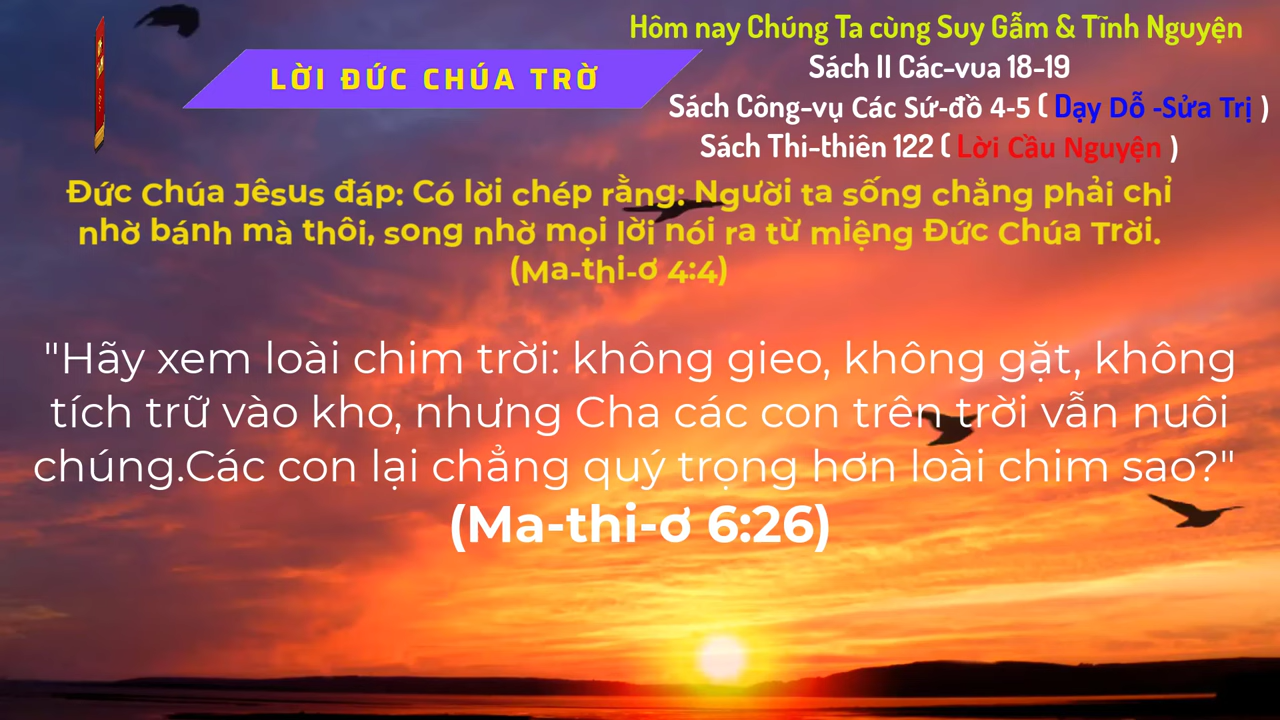 Hôm nay Chúng Ta cùng Suy Gẫm & Tĩnh Nguyện
LỜI ĐỨC CHÚA TRỜ
Sách II Các-vua 18-19
Sách Công-vụ Các Sứ-đồ 4-5 ( Dạy Dỗ -Sửa Trị )
Sách Thi-thiên 122 ( Lời Cầu Nguyện )
Đức Chúa Jêsus đáp: Có lời chép rằng: Người ta sống chẳng phải chỉ
nhờ bánh mà thôi, song nhờ mọi lời nói ra từ miệng Đức Chúa Trời.
(Ma-thi-ơ 4:4)
"Hãy xem loài chim trời: không gieo, không gặt, không
tích trữ vào kho, nhưng Cha các con trên trời vẫn nuôi
chúng.Các con lại chẳng quý trọng hơn loài chim sao?"
(Ma-thi-ơ 6:26)